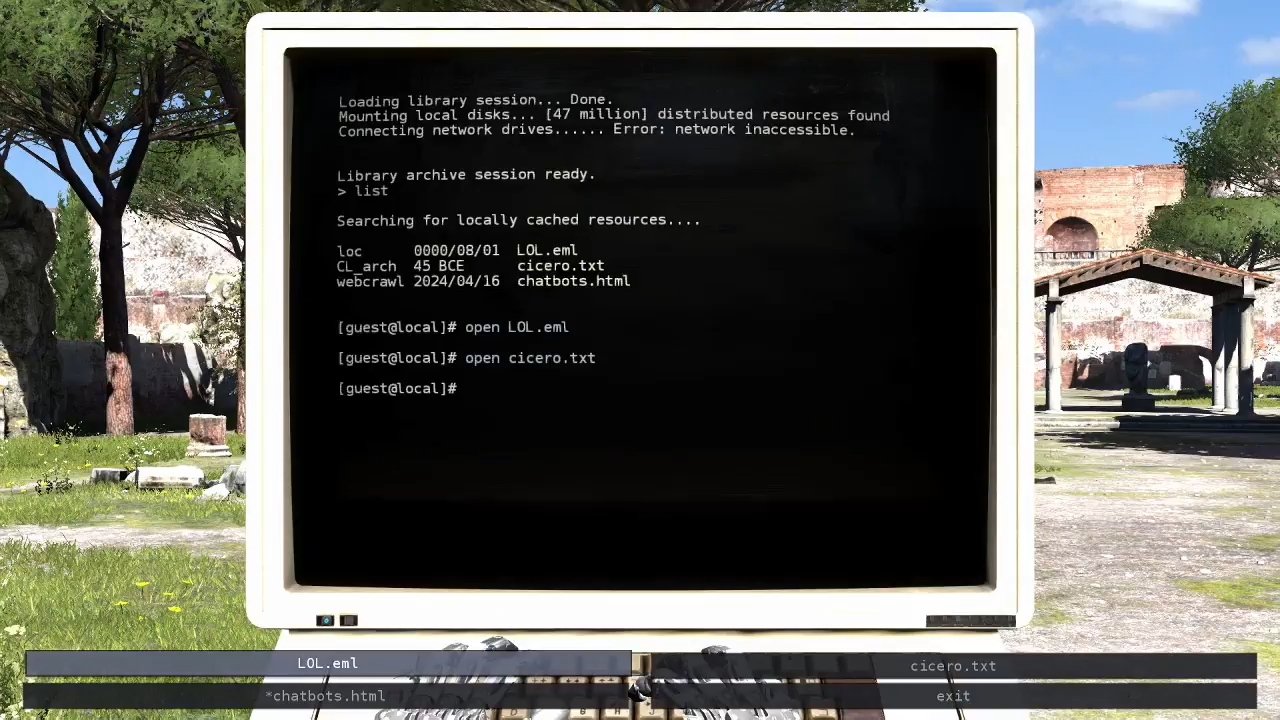 Loading library session... Done.
Mounting local disks... [47 million] distributed resources found
Connecting network drives...... Error: network inaccessible.
Library archive session ready.
> list
Searching for locally cached resources....
loc 0000/08/01 LOL.eml
CL_arch 45 BCE cicero.txt
webcrawl 2024/04/16 chatbots.html
[guest@local]# open LOL.eml
[guest@local]# open cicero.txt
[guest@local]#
LOL.eml
cicero.txt
*chatbots.html
exit